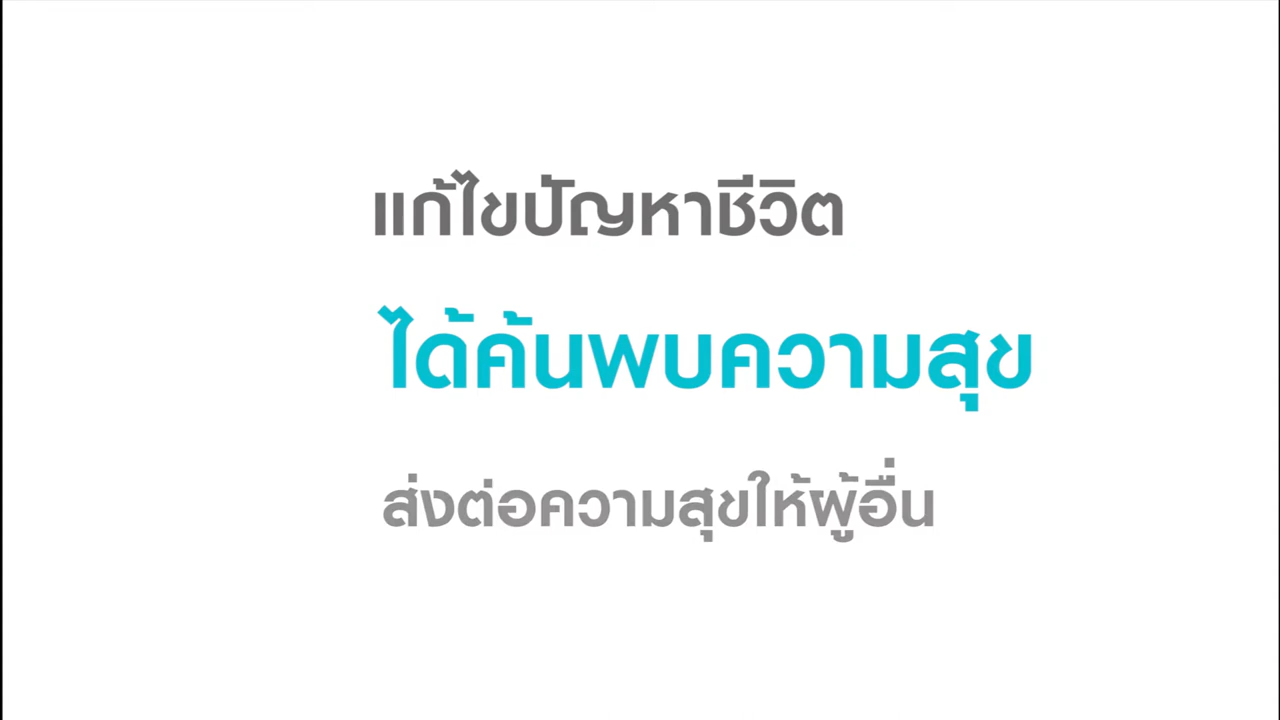 แก้ไขปัญหาชีวิต
ได้ค้นพบความสุข
ส่งต่อความสุขให้ผู้อื่น